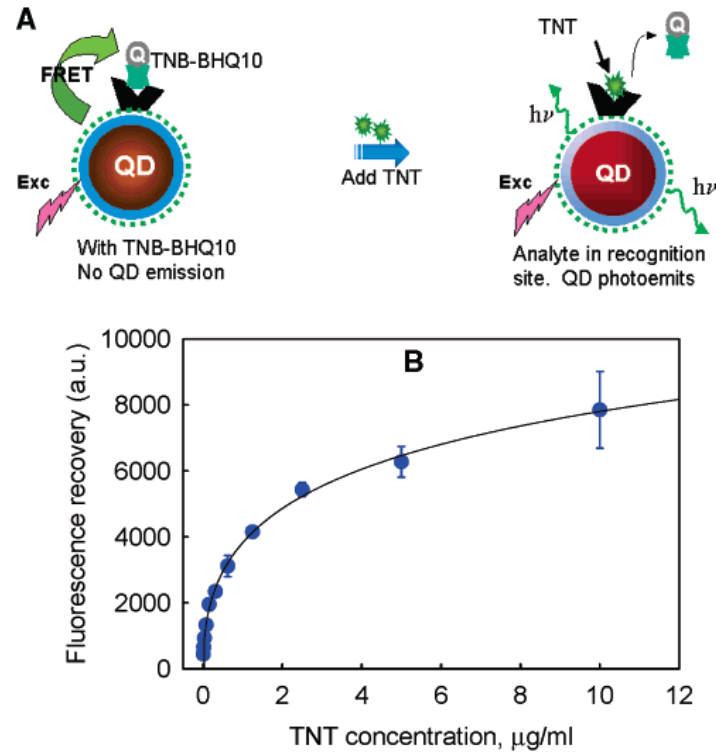 A
FRET
Q
TNB-BHQ10
QD
Exc
With TNB-BHQ10
No QD emission
Add TNT
TNT
Q
hν
QD
hν
Exc
Analyte in recognition
site. QD photoemits
B
Fluorescence recovery (a.u.)
10000
8000
6000
4000
2000
0
0 2 4 6 8 10 12
TNT concentration, μg/ml